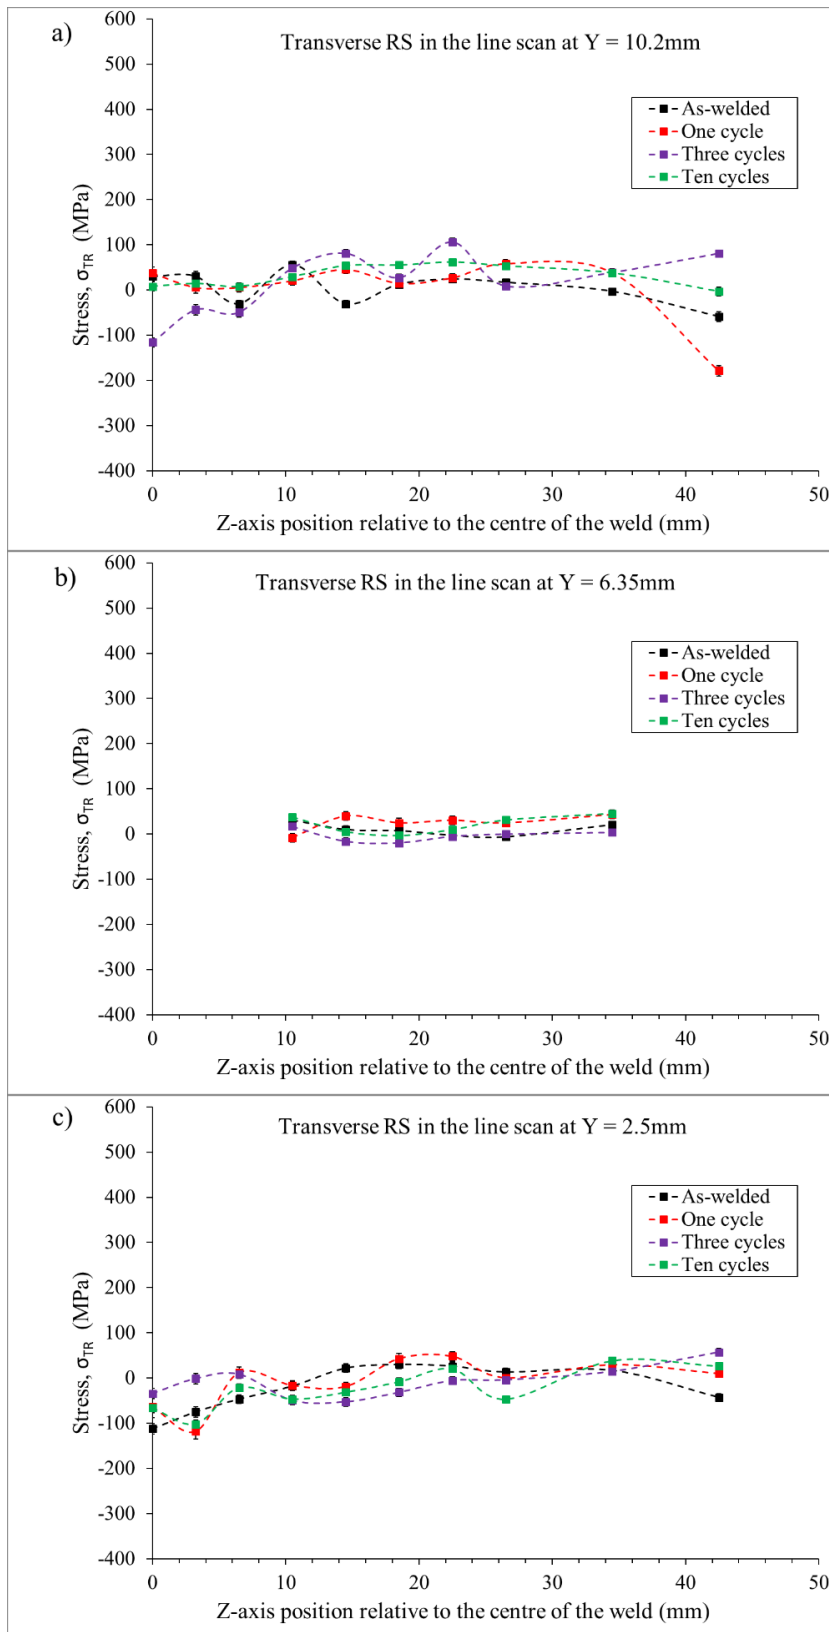 a)
Transverse RS in the line scan at Y = 10.2mm
As-welded
One cycle
Three cycles
Ten cycles
Stress, σTR (MPa)
600
500
400
300
200
100
0
-100
-200
-300
-400
0 10 20 30 40 50
Z-axis position relative to the centre of the weld (mm)
b)
Transverse RS in the line scan at Y = 6.35mm
As-welded
One cycle
Three cycles
Ten cycles
Stress, σTR (MPa)
600
500
400
300
200
100
0
-100
-200
-300
-400
0 10 20 30 40 50
Z-axis position relative to the centre of the weld (mm)
c)
Transverse RS in the line scan at Y = 2.5mm
As-welded
One cycle
Three cycles
Ten cycles
Stress, σTR (MPa)
600
500
400
300
200
100
0
-100
-200
-300
-400
0 10 20 30 40 50
Z-axis position relative to the centre of the weld (mm)